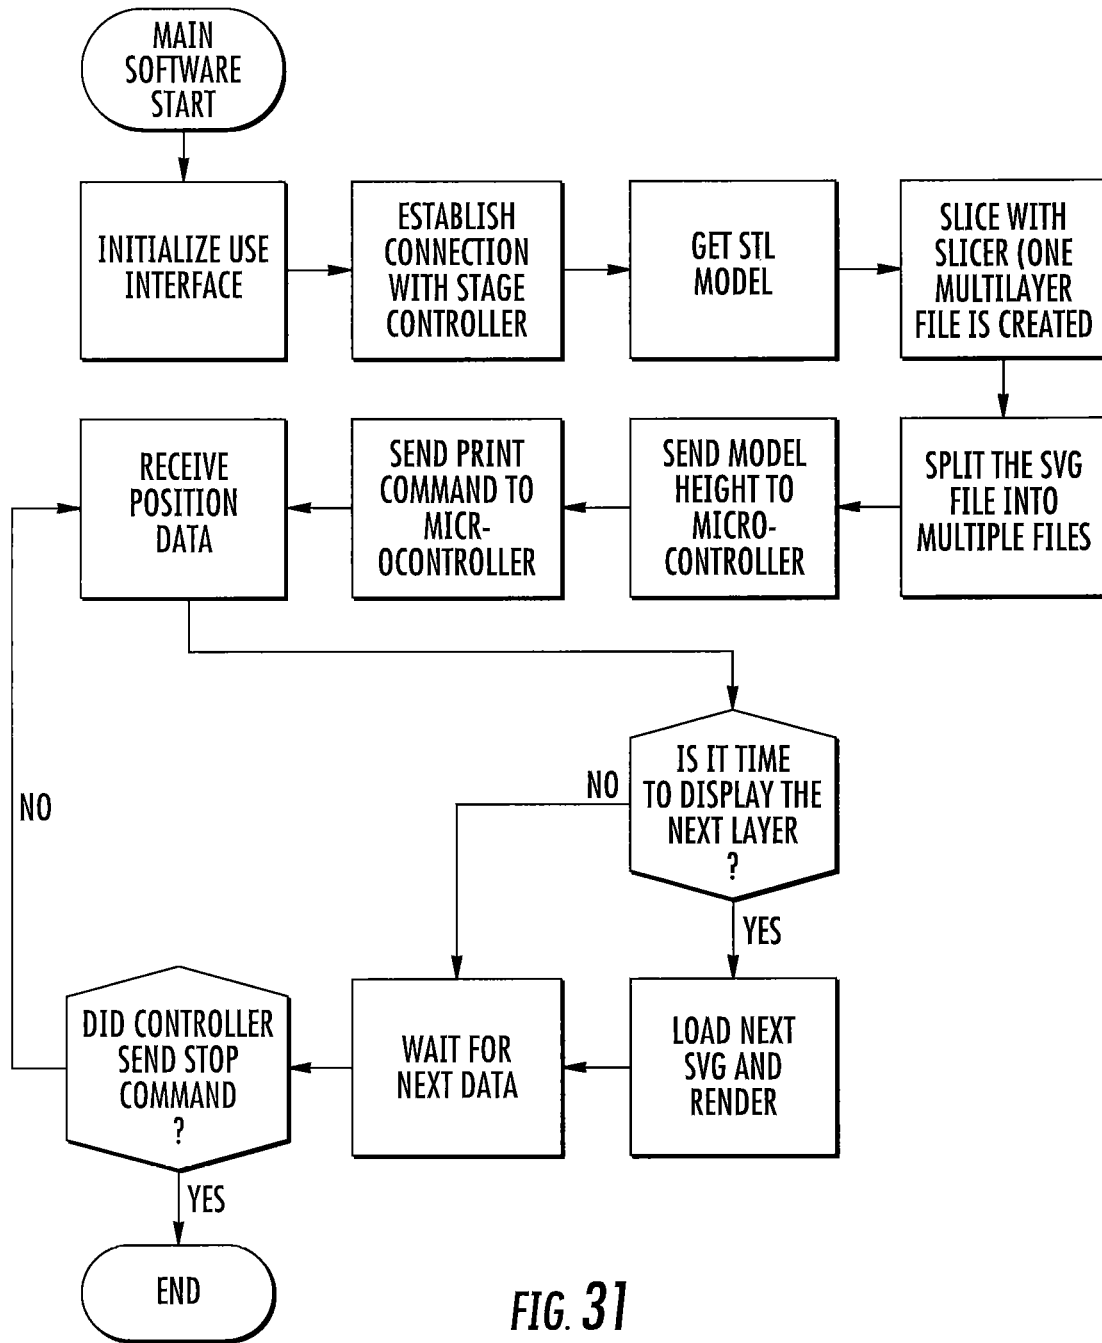 MAIN
SOFTWARE
START
INITIALIZE USE
INTERFACE
ESTABLISH
CONNECTION
WITH STAGE
CONTROLLER
GET STL
MODEL
SLICE WITH
SLICER (ONE
MULTILAYER
FILE IS CREATED
SPLIT THE SVG
FILE INTO
MULTIPLE FILES
SEND MODEL
HEIGHT TO
MICRO-
CONTROLLER
SEND PRINT
COMMAND TO
MICR-
OCONTROLLER
RECEIVE
POSITION
DATA
IS IT TIME
TO DISPLAY THE
NEXT LAYER
?
NO
YES
LOAD NEXT
SVG AND
RENDER
WAIT FOR
NEXT DATA
DID CONTROLLER
SEND STOP
COMMAND
?
NO
YES
END
FIG. 31